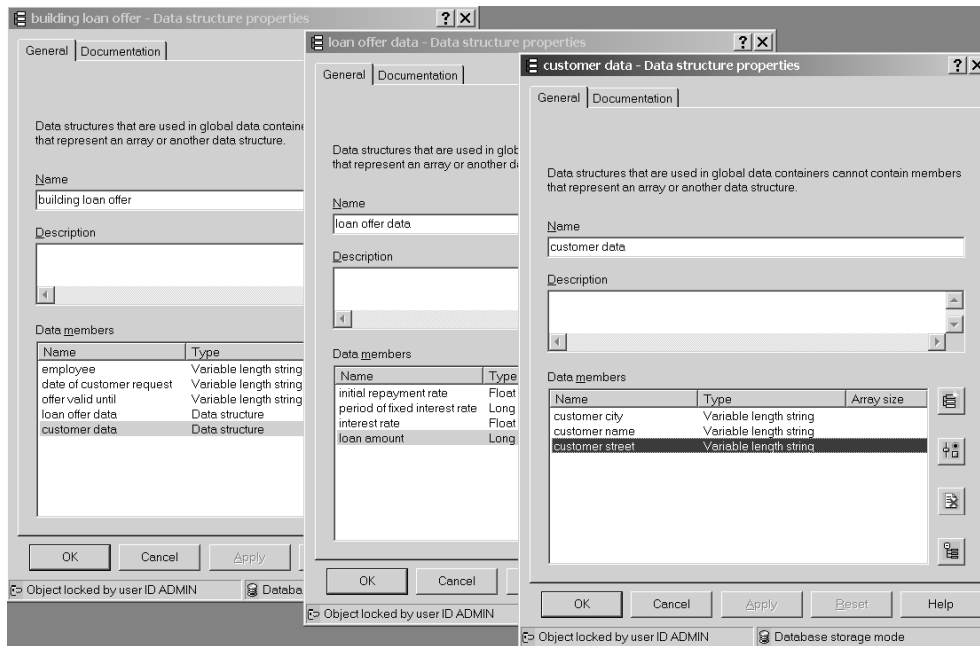 building loan offer - Data structure properties
General Documentation
Data structures that are used in global data containe
that represent an array or another data structure.
Name
building loan offer
Description
Data members
Name Type
employee Variable length string
date of customer request Variable length string
offer valid until Variable length string
loan offer data Data structure
customer data Data structure
OK Cancel Apply
Object locked by user ID ADMIN Databa
loan offer data - Data structure properties
General Documentation
Data structures that are used in glob
that represent an array or another d
Name
loan offer data
Description
Data members
Name Type
initial repayment rate Float
period of fixed interest rate Long
interest rate Float
loan amount Long
OK Cancel
Object locked by user ID ADMIN
customer data - Data structure properties
General Documentation
Data structures that are used in global data containers cannot contain members
that represent an array or another data structure.
Name
customer data
Description
Data members
Name Type Array size
customer city Variable length string
customer name Variable length string
customer street Variable length string
OK Cancel Apply Reset Help
Object locked by user ID ADMIN Database storage mode